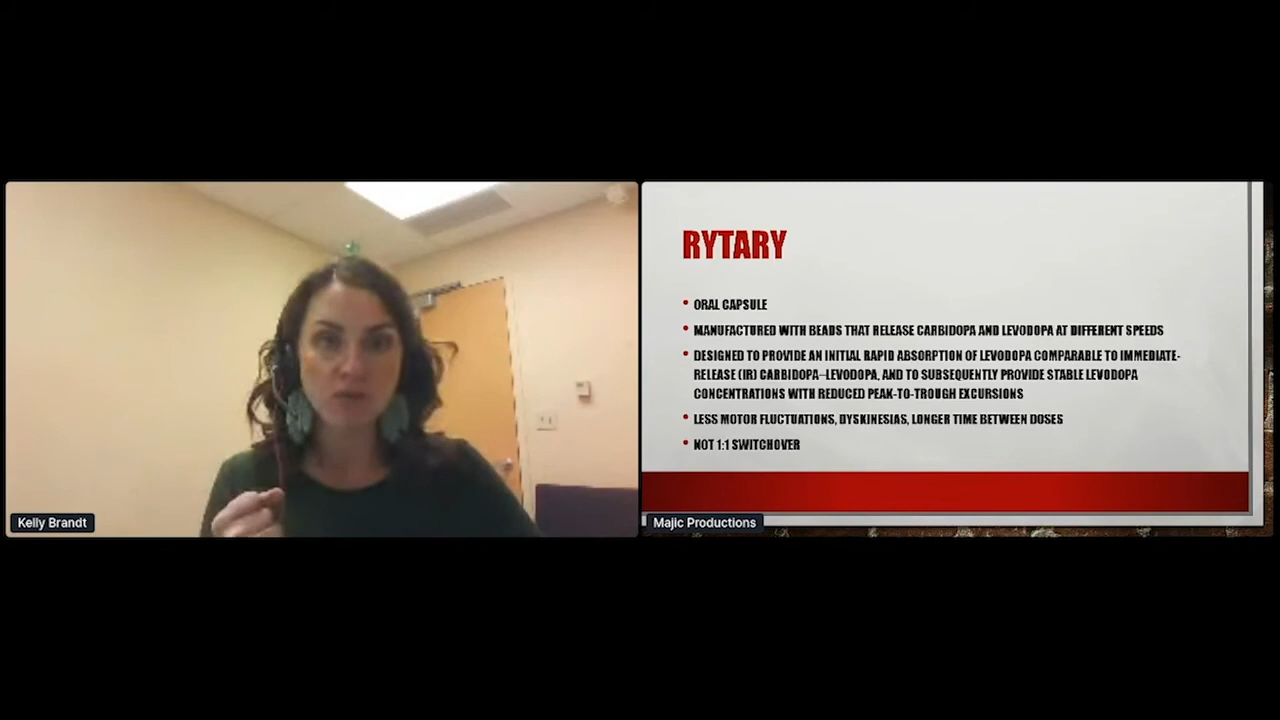 RYTARY
• ORAL CAPSULE
• MANUFACTURED WITH BEADS THAT RELEASE CARBIDOPA AND LEVODOPA AT DIFFERENT SPEEDS
• DESIGNED TO PROVIDE AN INITIAL RAPID ABSORPTION OF LEVODOPA COMPARABLE TO IMMEDIATE-
RELEASE (IR) CARBIDOPA–LEVODOPA, AND TO SUBSEQUENTLY PROVIDE STABLE LEVODOPA
CONCENTRATIONS WITH REDUCED PEAK-TO-TROUGH EXCURSIONS
• LESS MOTOR FLUCTUATIONS, DYSKINESIAS, LONGER TIME BETWEEN DOSES
• NOT 1:1 SWITCHOVER
Kelly Brandt
Majic Productions